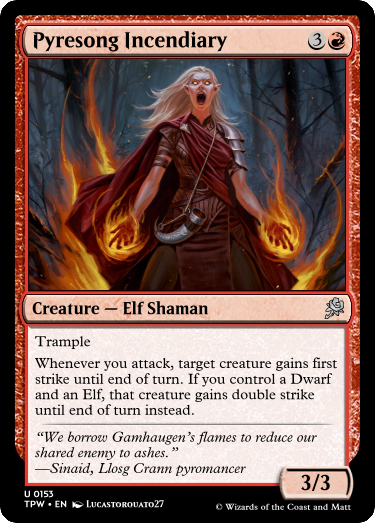 Pyresong Incendiary 3
Creature — Elf Shaman
Trample
Whenever you attack, target creature gains first
strike until end of turn. If you control a Dwarf
and an Elf, that creature gains double strike
until end of turn instead.
“We borrow Gamhaugen’s flames to reduce our
shared enemy to ashes.”
—Sinaid, Llosg Crann pyromancer
3/3
U 0153
TPW • EN Lucastorouato27
© Wizards of the Coast and Matt